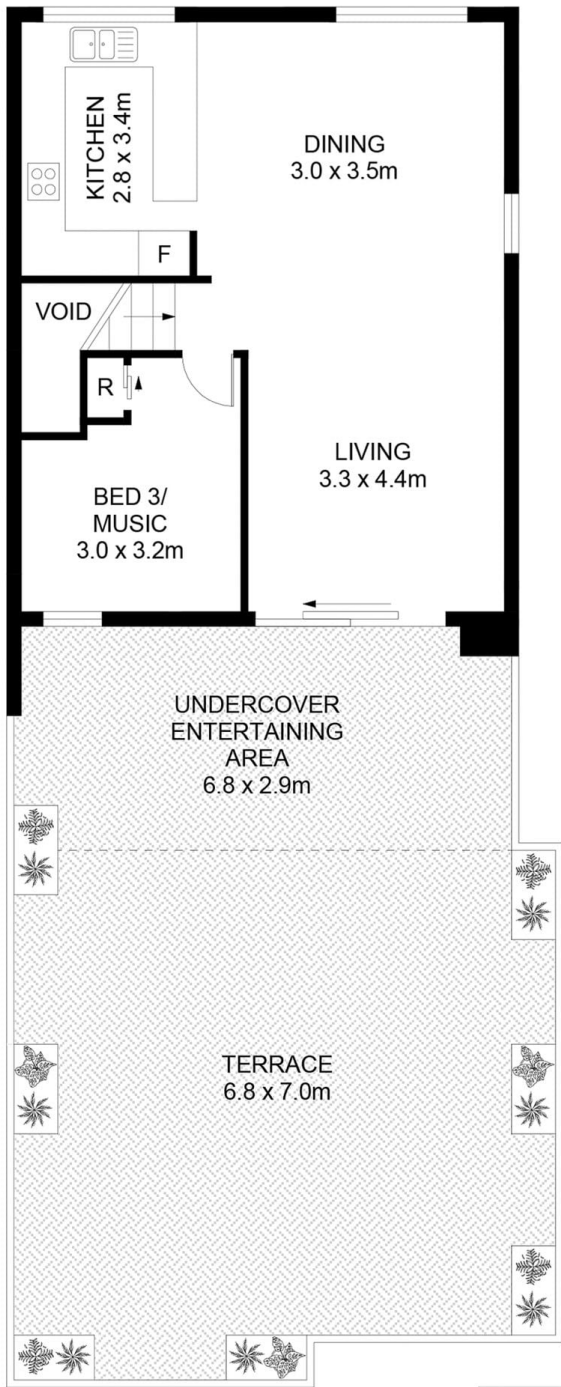 KITCHEN
2.8 x 3.4m
DINING
3.0 x 3.5m
F
VOID
R
LIVING
3.3 x 4.4m
BED 3/
MUSIC
3.0 x 3.2m
UNDERCOVER
ENTERTAINING
AREA
6.8 x 2.9m
TERRACE
6.8 x 7.0m